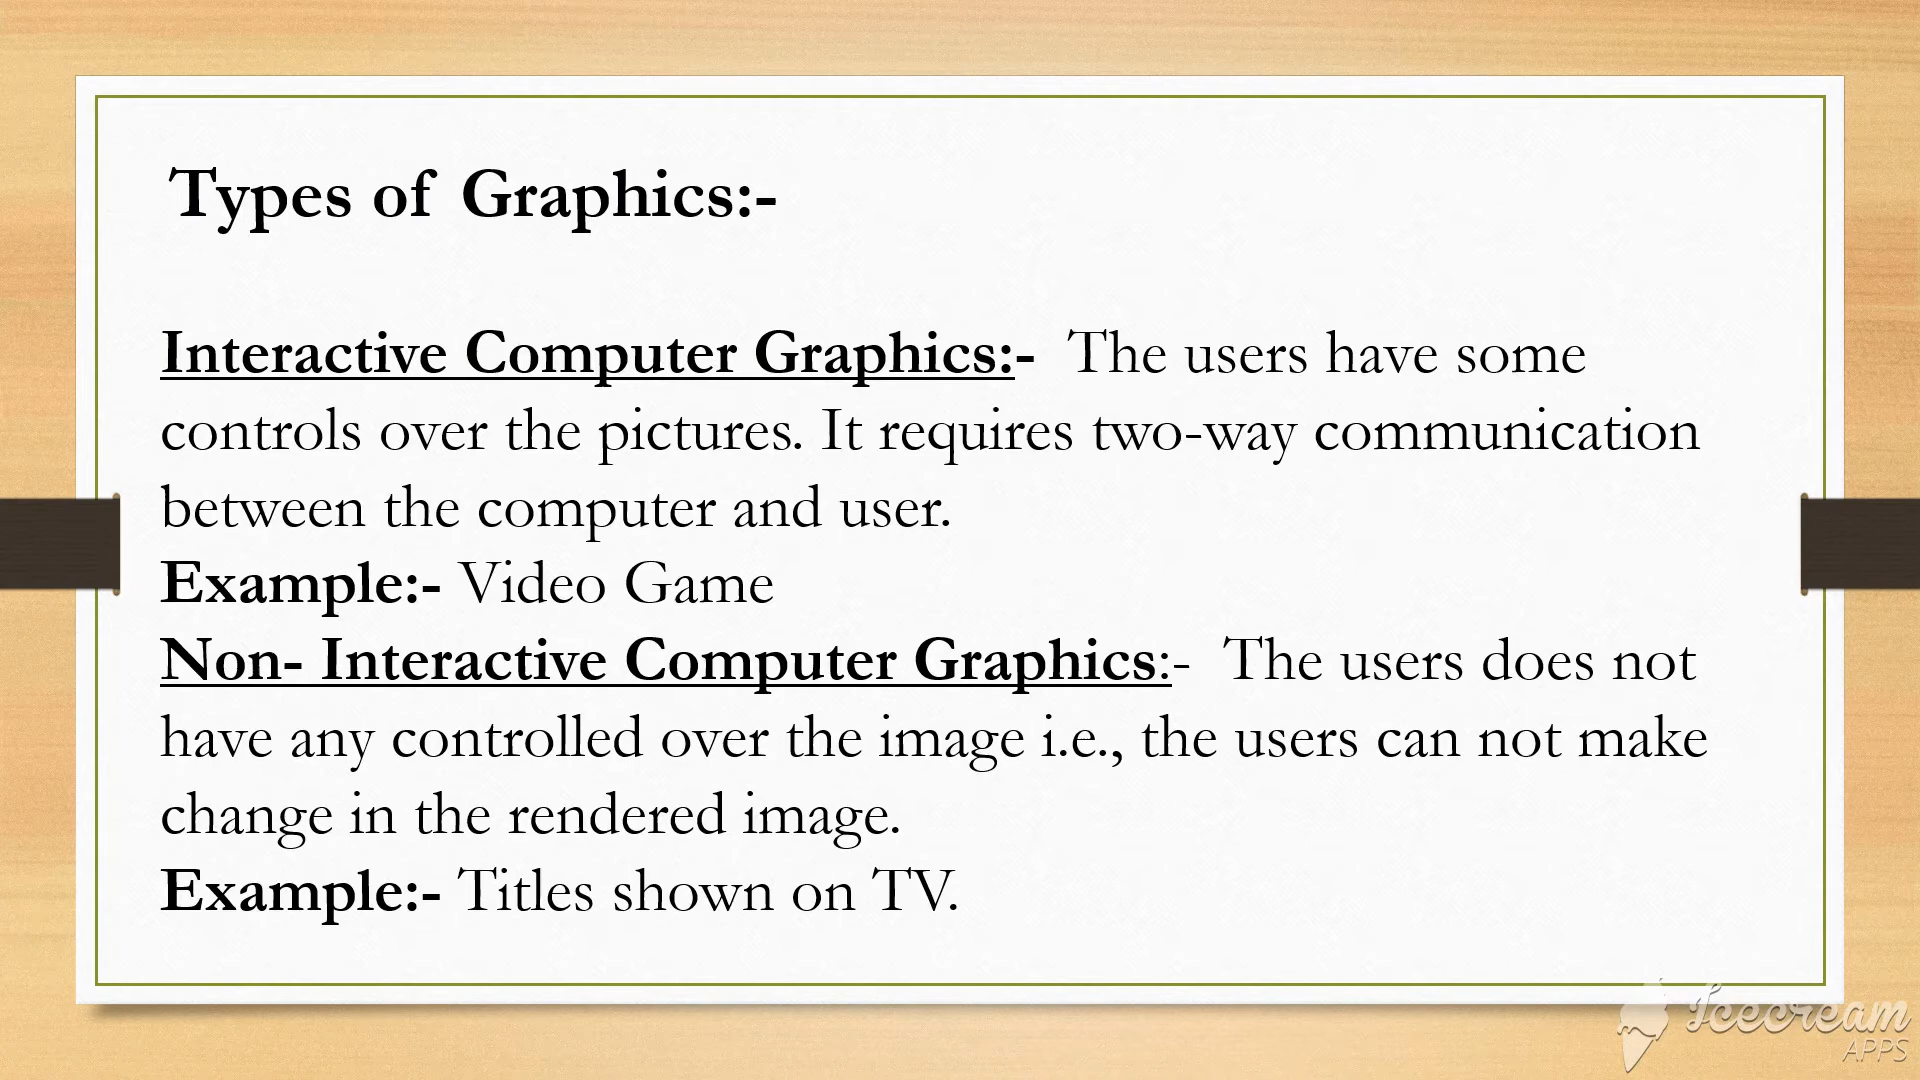 Types of Graphics:-
Interactive Computer Graphics:- The users have some
controls over the pictures. It requires two-way communication
between the computer and user.
Example:- Video Game
Non- Interactive Computer Graphics:- The users does not
have any controlled over the image i.e., the users can not make
change in the rendered image.
Example:- Titles shown on TV.
Icecream
APPS